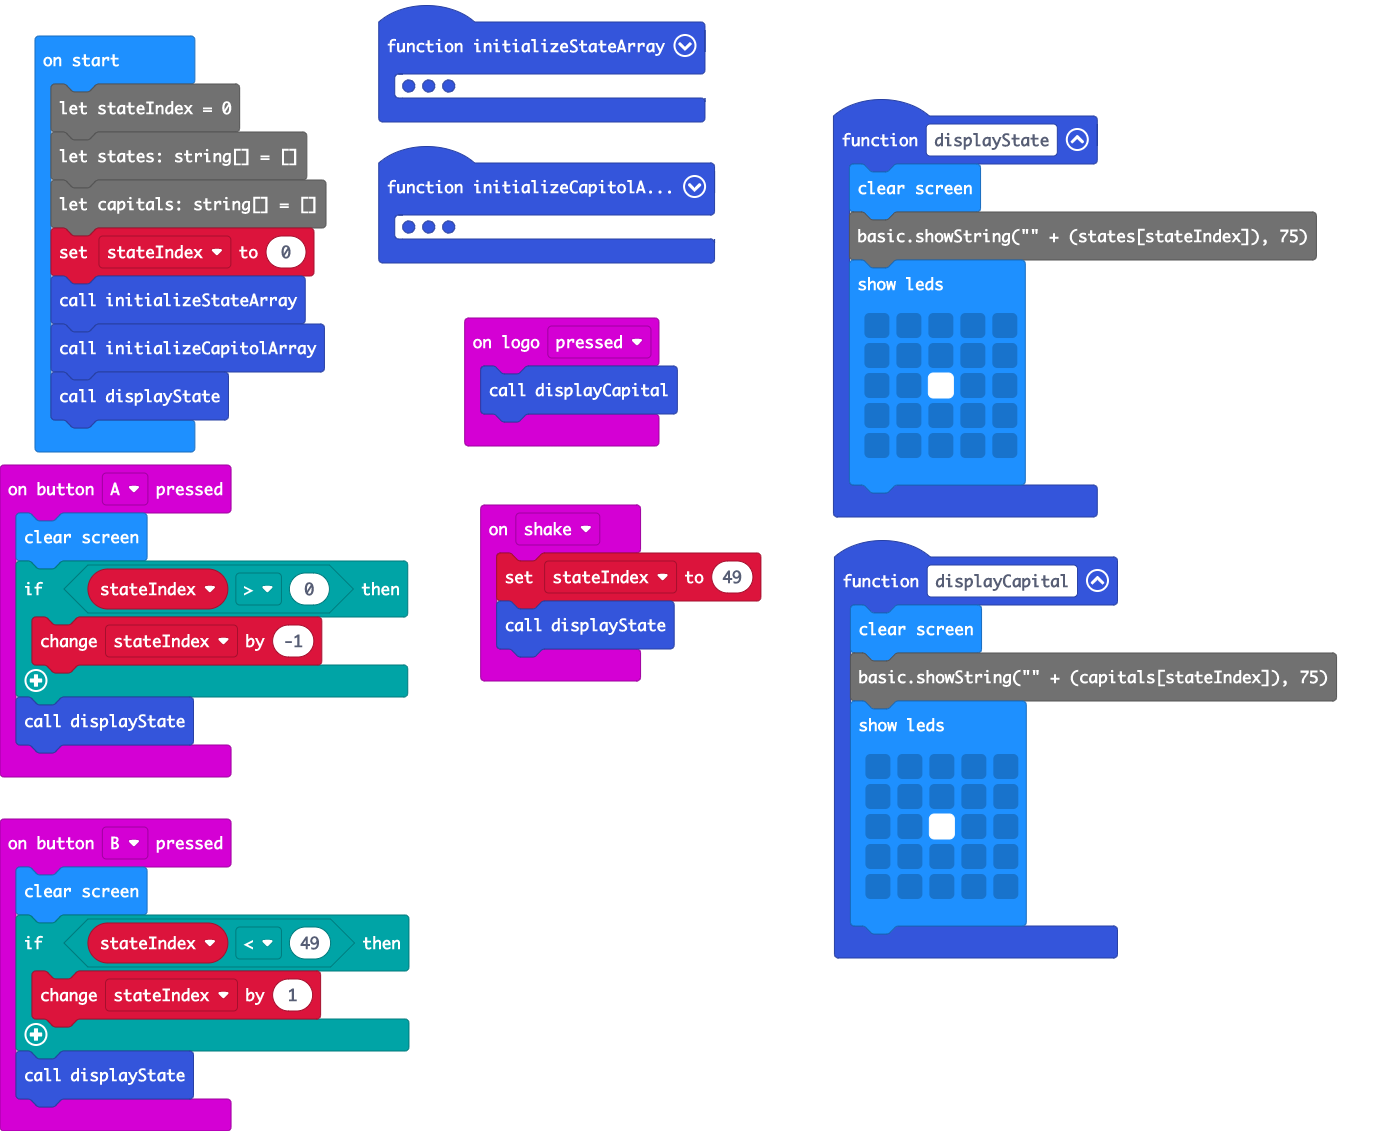 on start
let stateIndex = 0
let states: string[] = []
let capitals: string[] = []
set stateIndex to 0
call initializeStateArray
call initializeCapitolArray
call displayState
on button A pressed
clear screen
if stateIndex > 0 then
change stateIndex by -1
call displayState
on button B pressed
clear screen
if stateIndex < 49 then
change stateIndex by 1
call displayState
function initializeStateArray
function initializeCapitolA...
on logo pressed
call displayCapital
on shake
set stateIndex to 49
call displayState
function displayState
clear screen
basic.showString("" + (states[stateIndex]), 75)
show leds
function displayCapital
clear screen
basic.showString("" + (capitals[stateIndex]), 75)
show leds